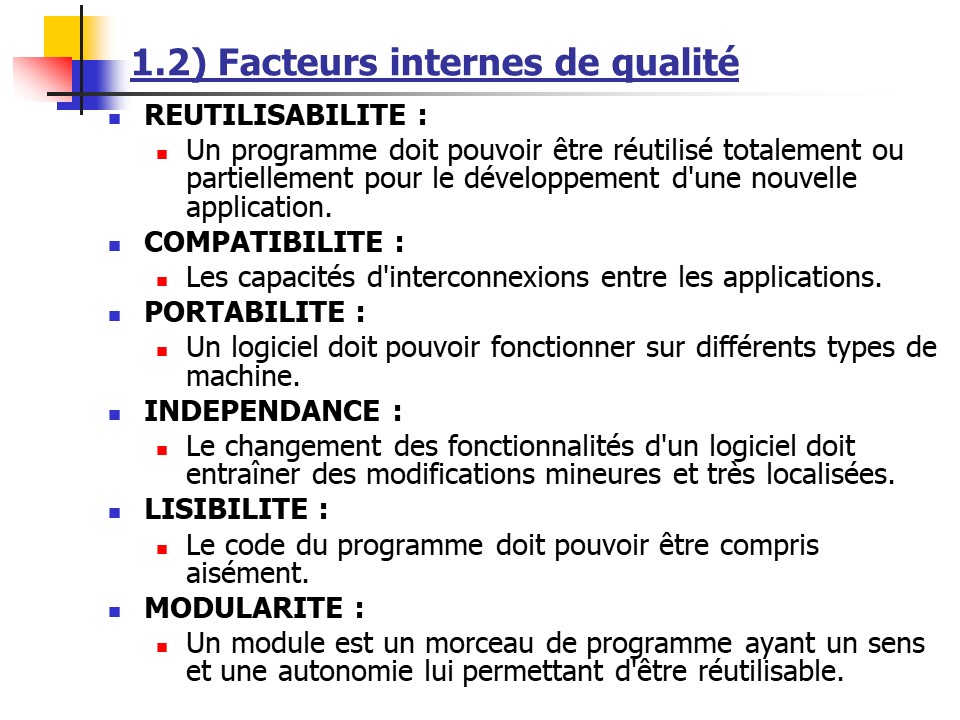 1.2) Facteurs internes de qualité
REUTILISABILITE :
Un programme doit pouvoir être réutilisé totalement ou
partiellement pour le développement d'une nouvelle
application.
COMPATIBILITE :
Les capacités d'interconnexions entre les applications.
PORTABILITE :
Un logiciel doit pouvoir fonctionner sur différents types de
machine.
INDEPENDANCE :
Le changement des fonctionnalités d'un logiciel doit
entraîner des modifications mineures et très localisées.
LISIBILITE :
Le code du programme doit pouvoir être compris
aisément.
MODULARITE :
Un module est un morceau de programme ayant un sens
et une autonomie lui permettant d'être réutilisable.